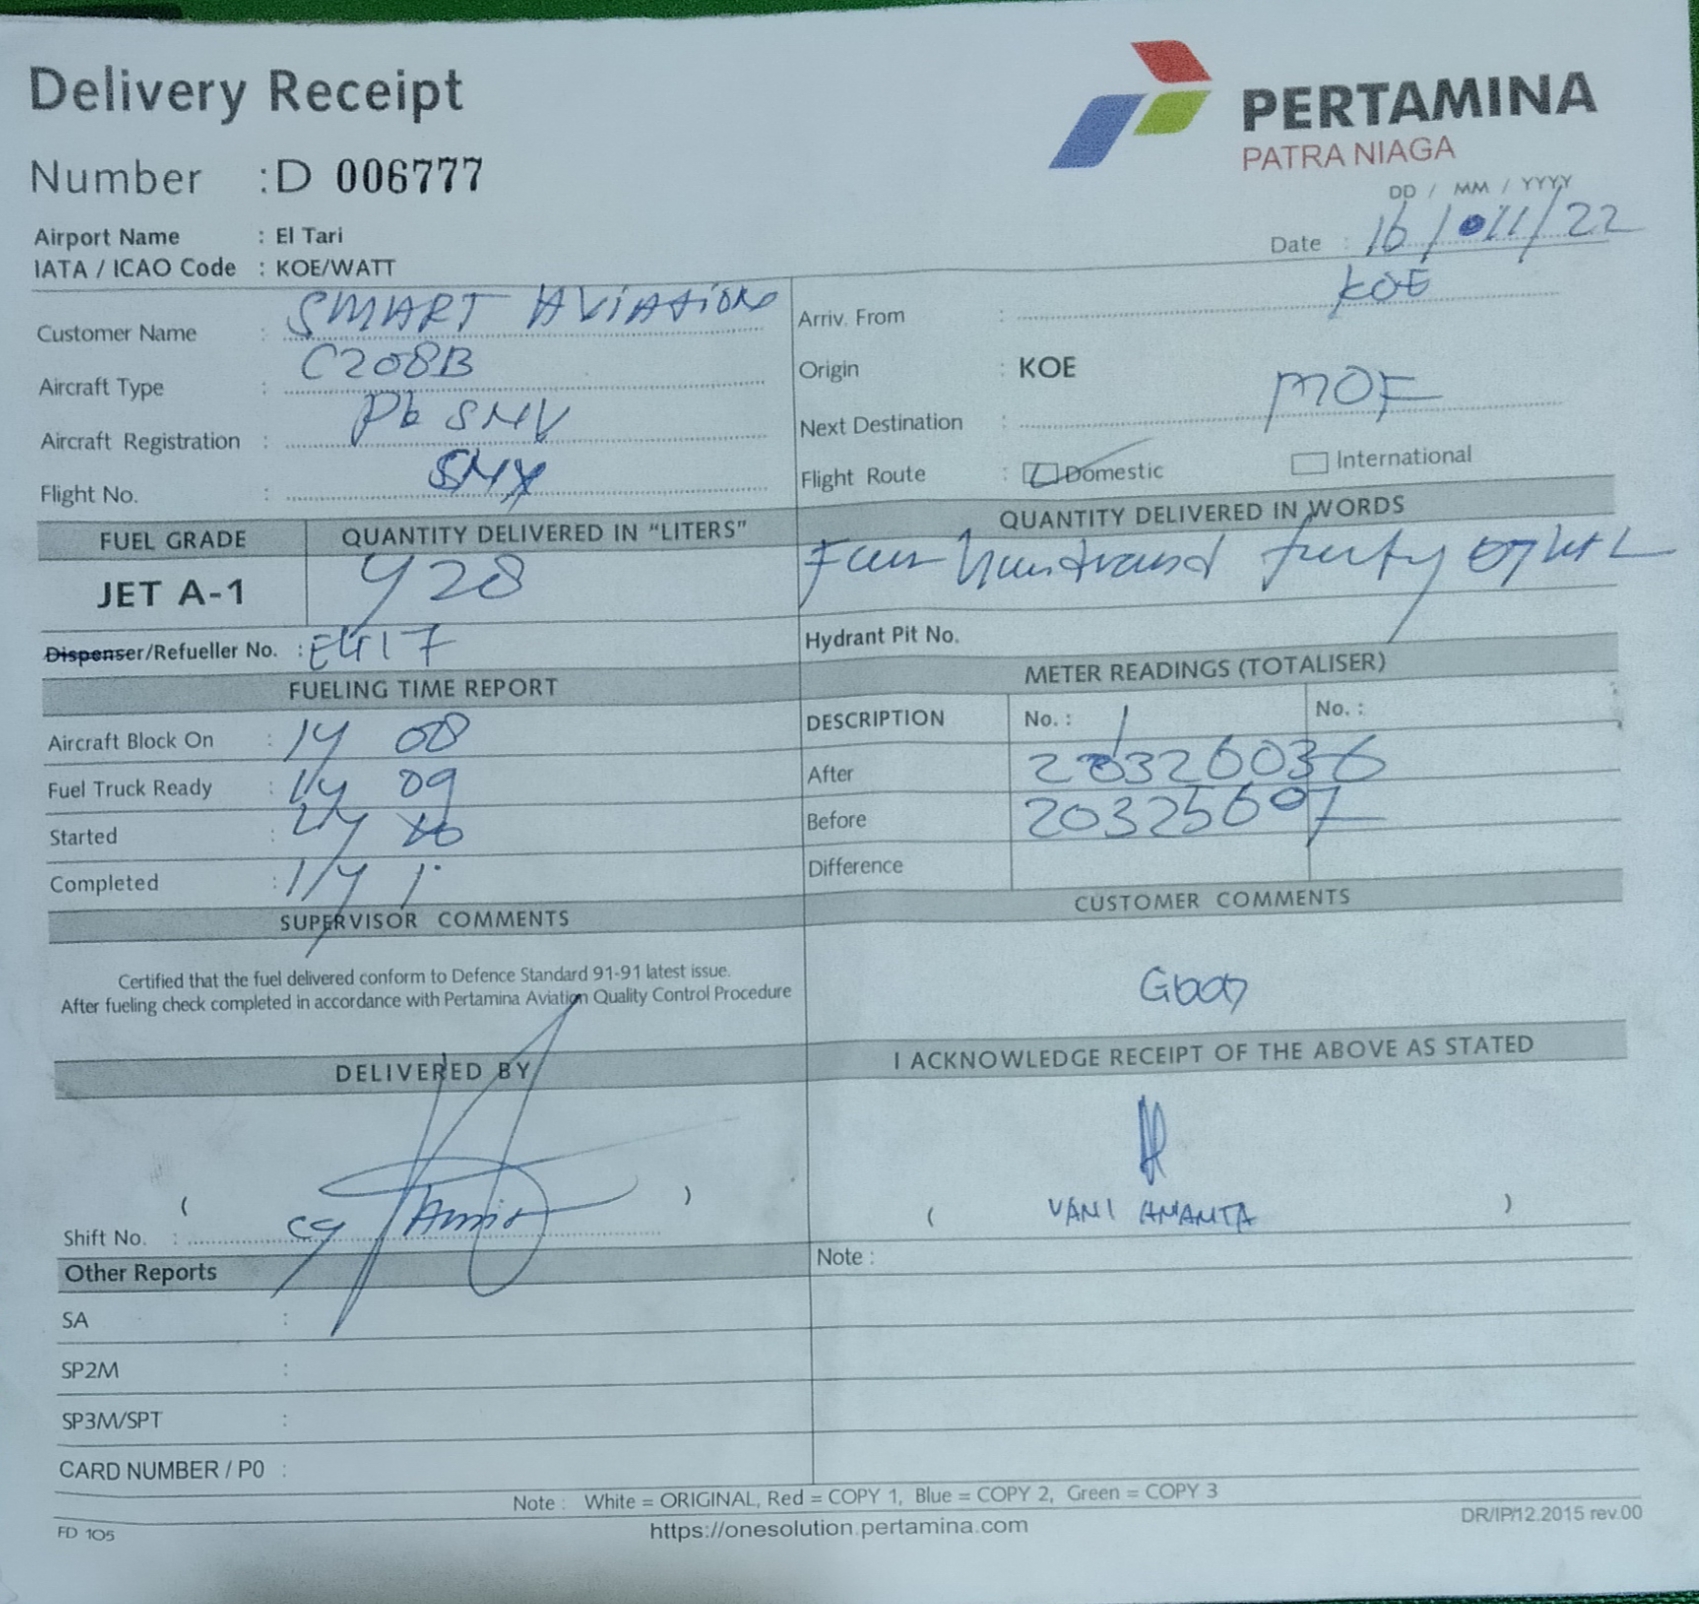 Delivery Receipt
PERTAMINA
PATRA NIAGA
Number : D 006777
DD / MM / YYYY
Date : 16/011/22
Airport Name : El Tari
IATA / ICAO Code : KOE/WATT
Customer Name : SMART AVIATION
Arriv. From : KOE
Aircraft Type : C208B
Origin : KOE
Aircraft Registration : Pk SNV
Next Destination : MOF
Flight No. :
Flight Route : Domestic International
FUEL GRADE QUANTITY DELIVERED IN "LITERS" QUANTITY DELIVERED IN WORDS
JET A-1 428 Four hundrand
Dispenser/Refueller No. :
Hydrant Pit No.
FUELING TIME REPORT METER READINGS (TOTALISER)
Aircraft Block On : 14 08
DESCRIPTION No. : 1 No. :
Fuel Truck Ready : 14 09
After 20326036
Started : 14
Before 20325607
Completed : 14
Difference
SUPERVISOR COMMENTS CUSTOMER COMMENTS
Certified that the fuel delivered conform to Defence Standard 91-91 latest issue.
After fueling check completed in accordance with Pertamina Aviation Quality Control Procedure
Good
DELIVERED BY I ACKNOWLEDGE RECEIPT OF THE ABOVE AS STATED
( )
Shift No. :
( VANI ANANTA )
Other Reports
Note :
SA :
SP2M :
SP3M/SPT :
CARD NUMBER / P0 :
Note : White = ORIGINAL, Red = COPY 1, Blue = COPY 2, Green = COPY 3
FD 105
https://onesolution.pertamina.com
DR/IP/12.2015 rev.00